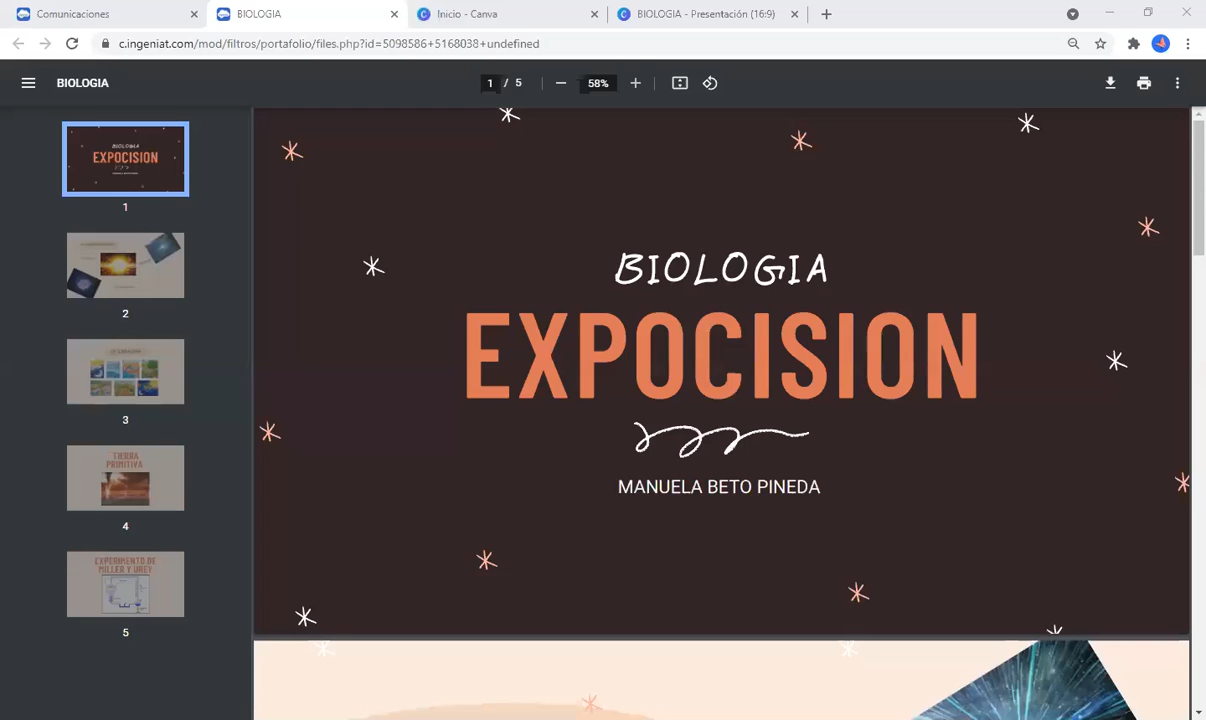 Comunicaciones
BIOLOGIA
Inicio - Canva
BIOLOGIA - Presentación (16:9)
c.ingeniat.com/mod/filtros/portafolio/files.php?id=5098586+5168038+undefined
BIOLOGIA
1 / 5
58%
BIOLOGIA
EXPOCISION
1
2
3
TIERRA
PRIMITIVA
4
EXPERIMENTO DE
MILLER Y UREY
5
BIOLOGIA
EXPOCISION
MANUELA BETO PINEDA